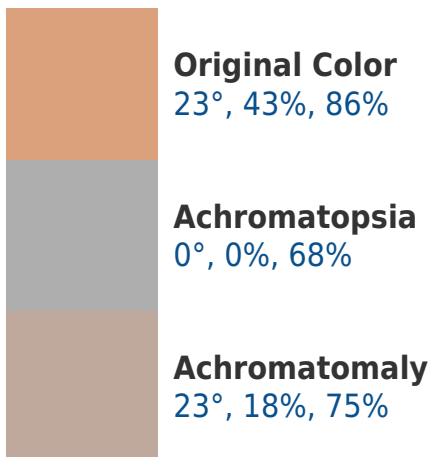 Original Color
23°, 43%, 86%
Achromatopsia
0°, 0%, 68%
Achromatomaly
23°, 18%, 75%